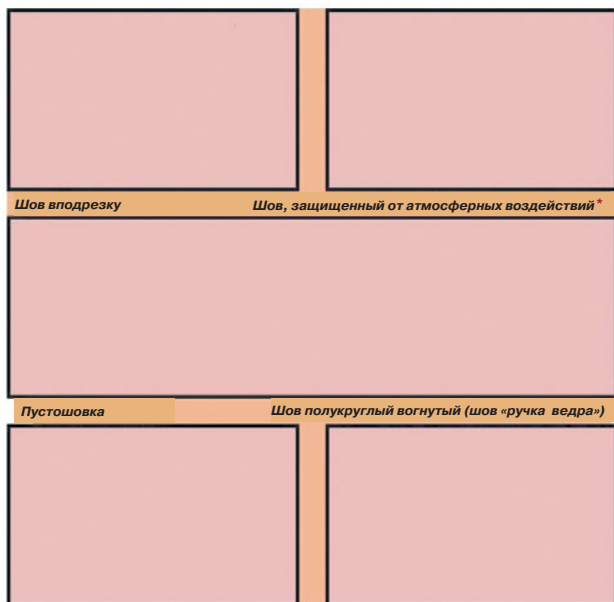 Шов вподрезку Шов, защищенный от атмосферных воздействий*
Пустошовка Шов полукруглый вогнутый (шов «ручка ведра»)